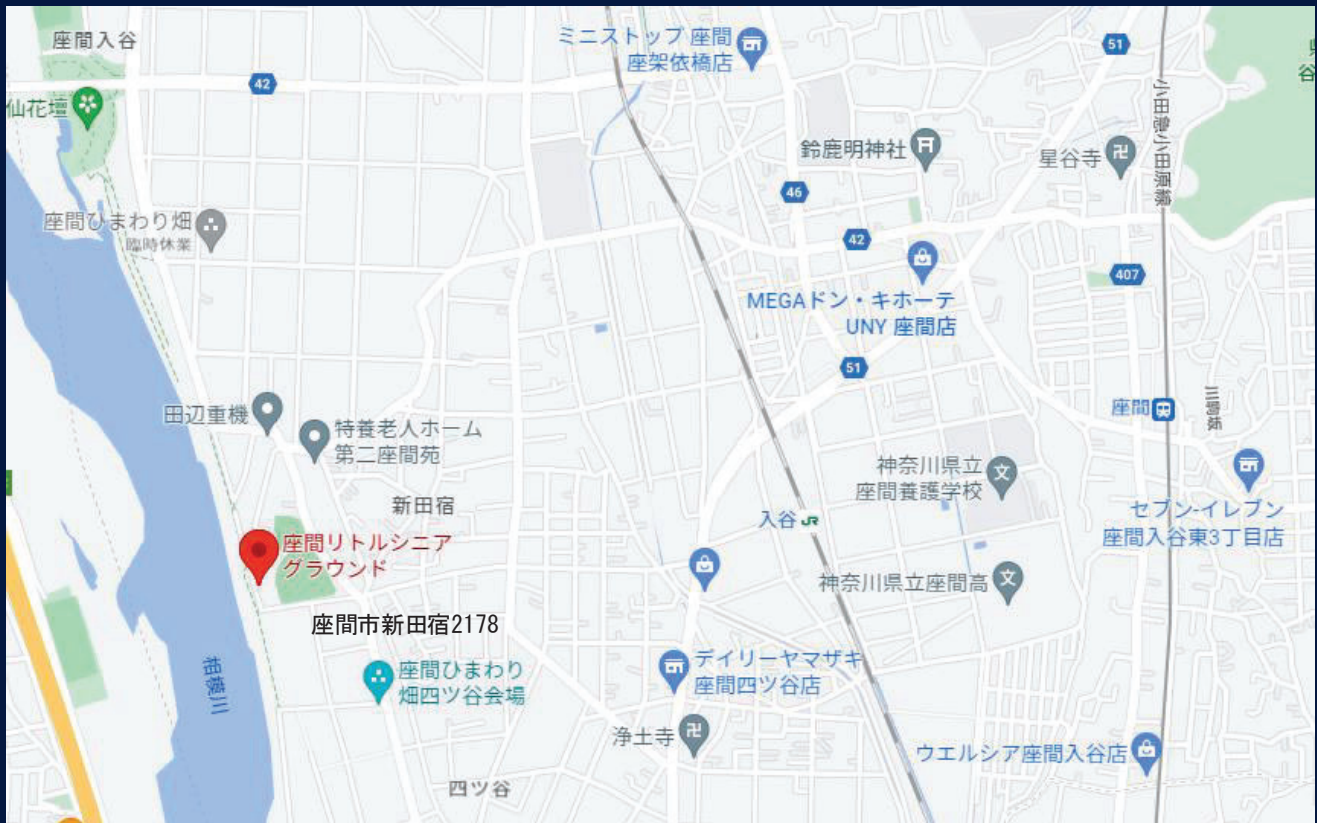 座間入谷
ミニストップ 座間
座架依橋店
51
県
谷
42
仙花壇
小田急小田原線
鈴鹿明神社
星谷寺
46
座間ひまわり畑
臨時休業
42
407
MEGAドン・キホーテ
UNY 座間店
51
田辺重機
特養老人ホーム
第二座間苑
座間
神奈川県立
座間養護学校
新田宿
セブン-イレブン
座間入谷東3丁目店
入谷 JR
座間リトルシニア
グラウンド
神奈川県立座間高
座間市新田宿2178
相模川
座間ひまわり
畑四ツ谷会場
デイリーヤマザキ
座間四ツ谷店
浄土寺
ウエルシア座間入谷店
四ツ谷